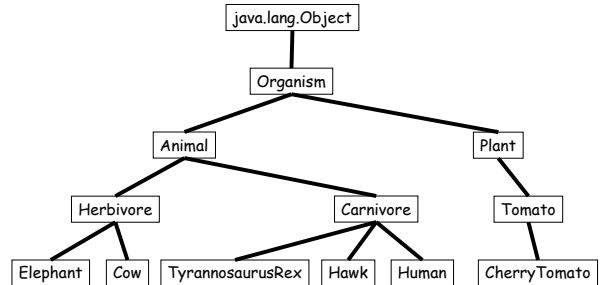 java.lang.Object
Organism
Animal
Plant
Herbivore
Carnivore
Tomato
Elephant
Cow
TyrannosaurusRex
Hawk
Human
CherryTomato